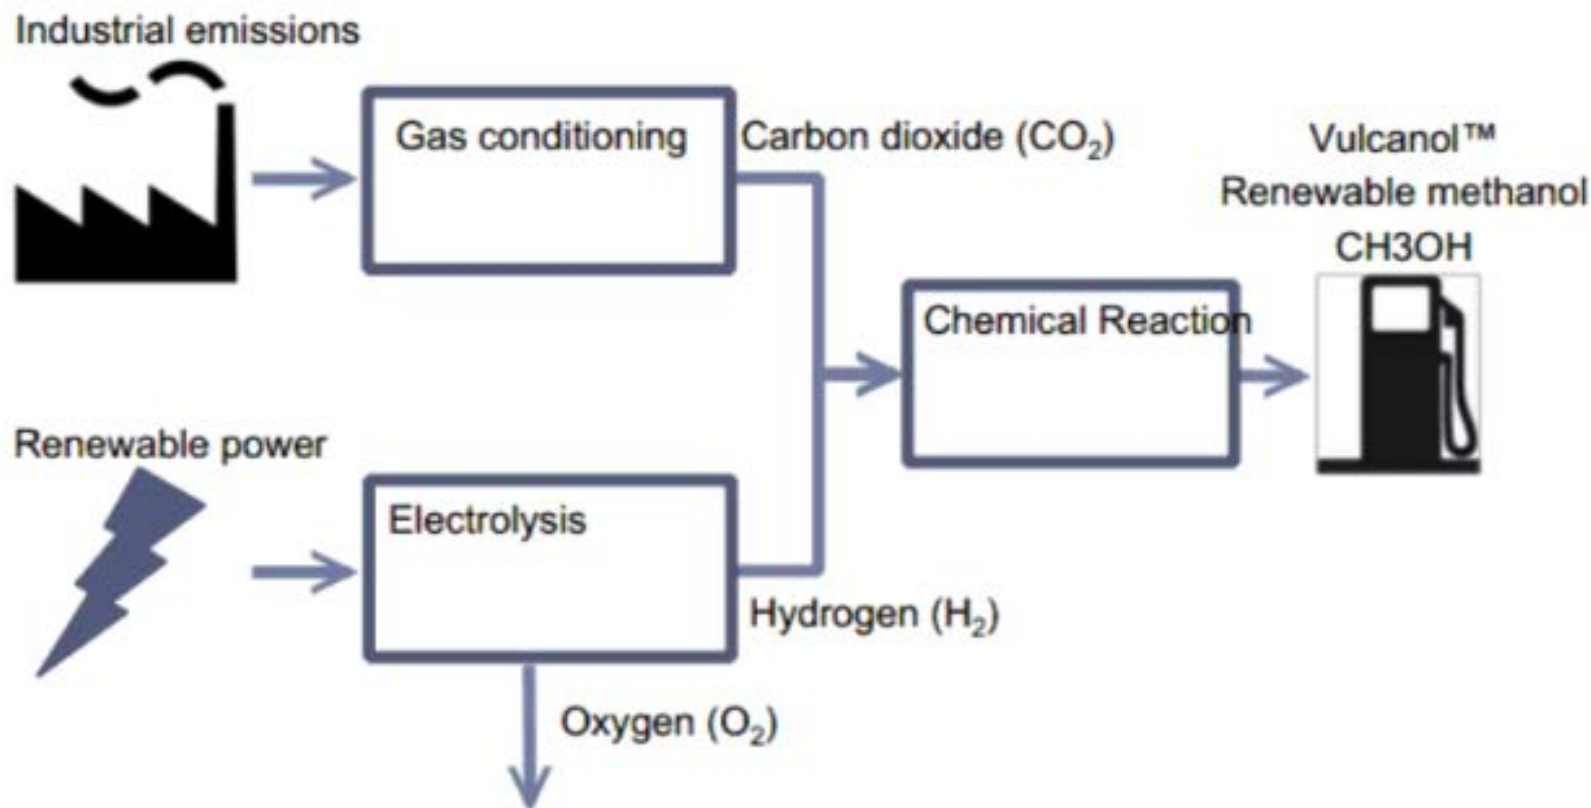 Industrial emissions
Gas conditioning
Carbon dioxide (CO₂)
Vulcanol™
Renewable methanol
CH3OH
Chemical Reaction
Renewable power
Electrolysis
Hydrogen (H₂)
Oxygen (O₂)